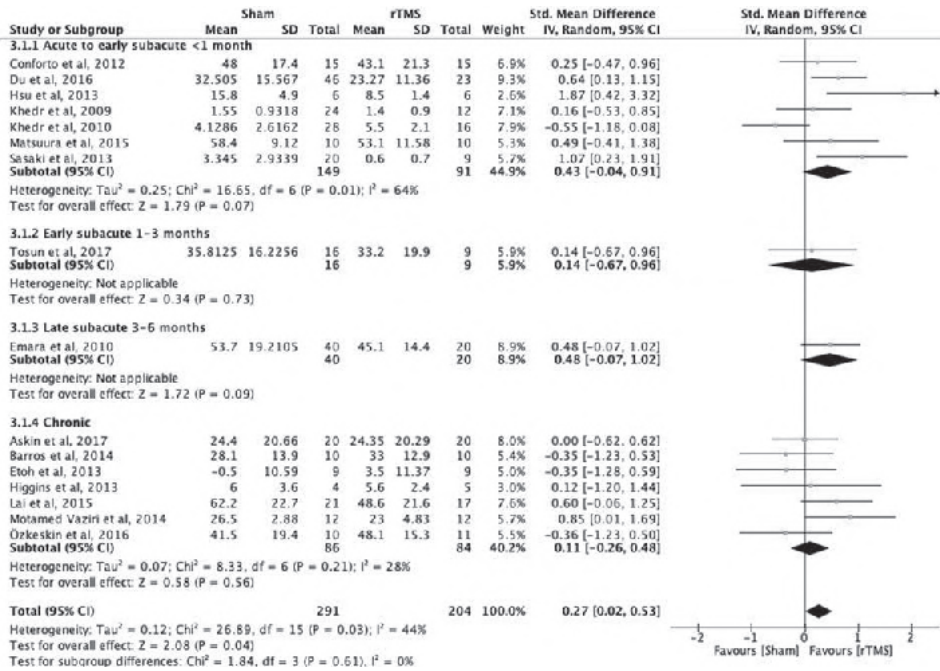 Sham rTMS Std. Mean Difference Std. Mean Difference
Study or Subgroup Mean SD Total Mean SD Total Weight IV, Random, 95% CI IV, Random, 95% CI
3.1.1 Acute to early subacute <1 month
Conforto et al, 2012 48 17.4 15 43.1 21.3 15 6.9% 0.25 [-0.47, 0.96]
Du et al, 2016 32.505 15.567 46 23.27 11.36 23 9.3% 0.64 [0.13, 1.15]
Hsu et al, 2013 15.8 4.9 6 8.5 1.4 6 2.6% 1.87 [0.42, 3.32]
Khedr et al, 2009 1.55 0.9318 24 1.4 0.9 12 7.1% 0.16 [-0.53, 0.85]
Khedr et al, 2010 4.1286 2.6162 28 5.5 2.1 16 7.9% -0.55 [-1.18, 0.08]
Matsuura et al, 2015 58.4 9.12 10 53.1 11.58 10 5.3% 0.49 [-0.41, 1.38]
Sasaki et al, 2013 3.345 2.9339 20 0.6 0.7 9 5.7% 1.07 [0.23, 1.91]
Subtotal (95% CI) 149 91 44.9% 0.43 [-0.04, 0.91]
Heterogeneity: Tau² = 0.25; Chi² = 16.65, df = 6 (P = 0.01); I² = 64%
Test for overall effect: Z = 1.79 (P = 0.07)
3.1.2 Early subacute 1-3 months
Tosun et al, 2017 35.8125 16.2256 16 33.2 19.9 9 5.9% 0.14 [-0.67, 0.96]
Subtotal (95% CI) 16 9 5.9% 0.14 [-0.67, 0.96]
Heterogeneity: Not applicable
Test for overall effect: Z = 0.34 (P = 0.73)
3.1.3 Late subacute 3-6 months
Emara et al, 2010 53.7 19.2105 40 45.1 14.4 20 8.9% 0.48 [-0.07, 1.02]
Subtotal (95% CI) 40 20 8.9% 0.48 [-0.07, 1.02]
Heterogeneity: Not applicable
Test for overall effect: Z = 1.72 (P = 0.09)
3.1.4 Chronic
Askin et al, 2017 24.4 20.66 20 24.35 20.29 20 8.0% 0.00 [-0.62, 0.62]
Barros et al, 2014 28.1 13.9 10 33 12.9 10 5.4% -0.35 [-1.23, 0.53]
Etoh et al, 2013 -0.5 10.59 9 3.5 11.37 9 5.0% -0.35 [-1.28, 0.59]
Higgins et al, 2013 6 3.6 4 5.6 2.4 5 3.0% 0.12 [-1.20, 1.44]
Lai et al, 2015 62.2 22.7 21 48.6 21.6 17 7.6% 0.60 [-0.06, 1.25]
Motamed Vaziri et al, 2014 26.5 2.88 12 23 4.83 12 5.7% 0.85 [0.01, 1.69]
Özkeskin et al, 2016 41.5 19.4 10 48.1 15.3 11 5.5% -0.36 [-1.23, 0.50]
Subtotal (95% CI) 86 84 40.2% 0.11 [-0.26, 0.48]
Heterogeneity: Tau² = 0.07; Chi² = 8.33, df = 6 (P = 0.21); I² = 28%
Test for overall effect: Z = 0.58 (P = 0.56)
Total (95% CI) 291 204 100.0% 0.27 [0.02, 0.53]
Heterogeneity: Tau² = 0.12; Chi² = 26.89, df = 15 (P = 0.03); I² = 44%
Test for overall effect: Z = 2.08 (P = 0.04)
Test for subgroup differences: Chi² = 1.84, df = 3 (P = 0.61), I² = 0%
-2 -1 0 1 2
Favours [Sham] Favours [rTMS]